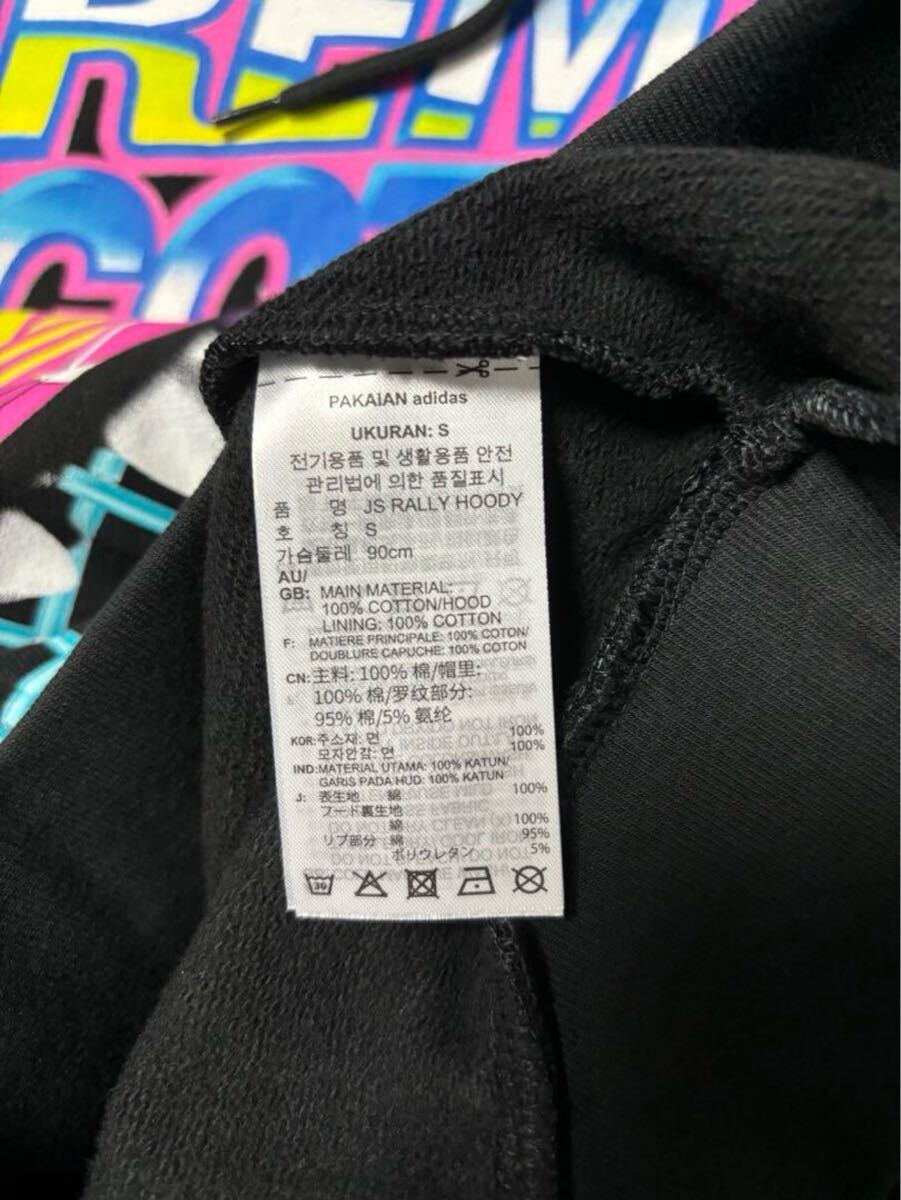 REM
PAKAiAN adidas
UKURAN: S
전기용품 및 생활용품 안전
관리법에 의한 품질표시
품 명 JS RALLY HOODY
호 칭 S
가슴둘레 90cm
AU/
GB: MAIN MATERIAL:
100% COTTON/HOOD
LINING: 100% COTTON
F: MATIERE PRINCIPALE: 100% COTON/
DOUBLURE CAPUCHE: 100% COTON
CN: 主料: 100% 棉/帽里:
100% 棉/罗纹部分:
95% 棉/5% 氨纶
KOR: 주소재: 면 100%
모자안감: 면 100%
IND: MATERIAL UTAMA: 100% KATUN/
GARIS PADA HUD: 100% KATUN
J: 表生地 綿 100%
フード裏生地
綿 100%
リブ部分 綿 95%
ポリウレタン 5%
30